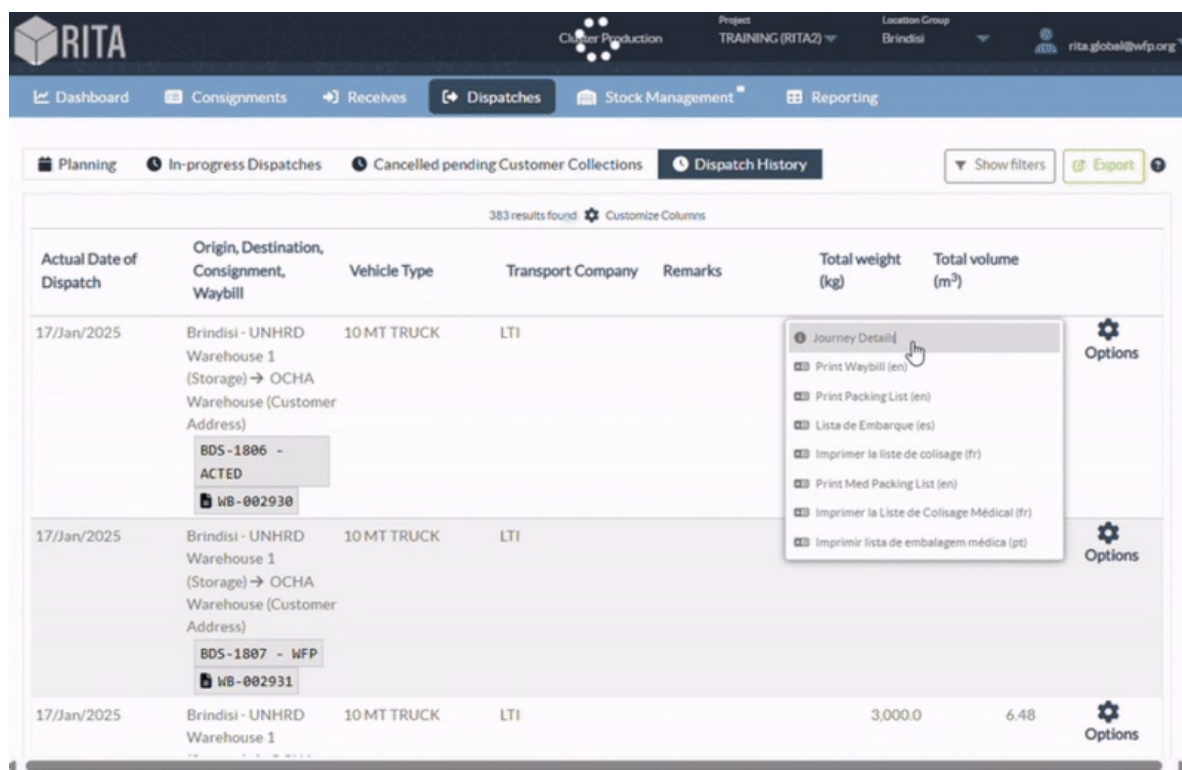 RITA
Cluster Production
Project
TRAINING (RITA2)
Location Group
Brindisi
rita.global@wfp.org
Dashboard
Consignments
Receives
Dispatches
Stock Management
Reporting
Planning
In-progress Dispatches
Cancelled pending Customer Collections
Dispatch History
Show filters
Export
383 results found
Customize Columns
Actual Date of
Dispatch
Origin, Destination,
Consignment,
Waybill
Vehicle Type
Transport Company
Remarks
Total weight
(kg)
Total volume
(m³)
17/Jan/2025
Brindisi - UNHRD
Warehouse 1
(Storage) → OCHA
Warehouse (Customer
Address)
BDS-1806 -
ACTED
WB-002930
10 MT TRUCK
LTI
Journey Details
Print Waybill (en)
Print Packing List (en)
Lista de Embarque (es)
Imprimer la liste de colisage (fr)
Print Med Packing List (en)
Imprimer la Liste de Colisage Médical (fr)
Imprimir lista de embalagem médica (pt)
Options
17/Jan/2025
Brindisi - UNHRD
Warehouse 1
(Storage) → OCHA
Warehouse (Customer
Address)
BDS-1807 - WFP
WB-002931
10 MT TRUCK
LTI
Options
17/Jan/2025
Brindisi - UNHRD
Warehouse 1
10 MT TRUCK
LTI
3,000.0
6.48
Options